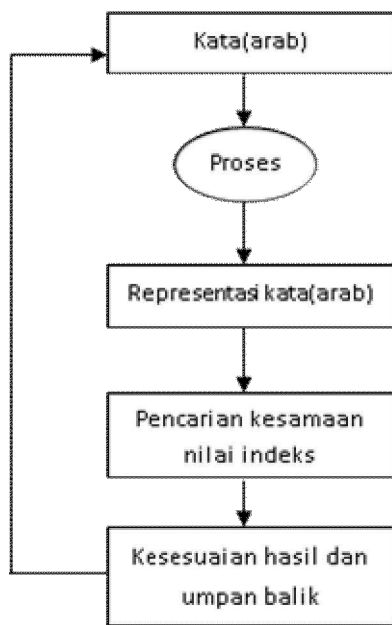 Kata(arab)
Proses
Representasi kata(arab)
Pencarian kesamaan
nilai indeks
Kesesuaian hasil dan
umpan balik